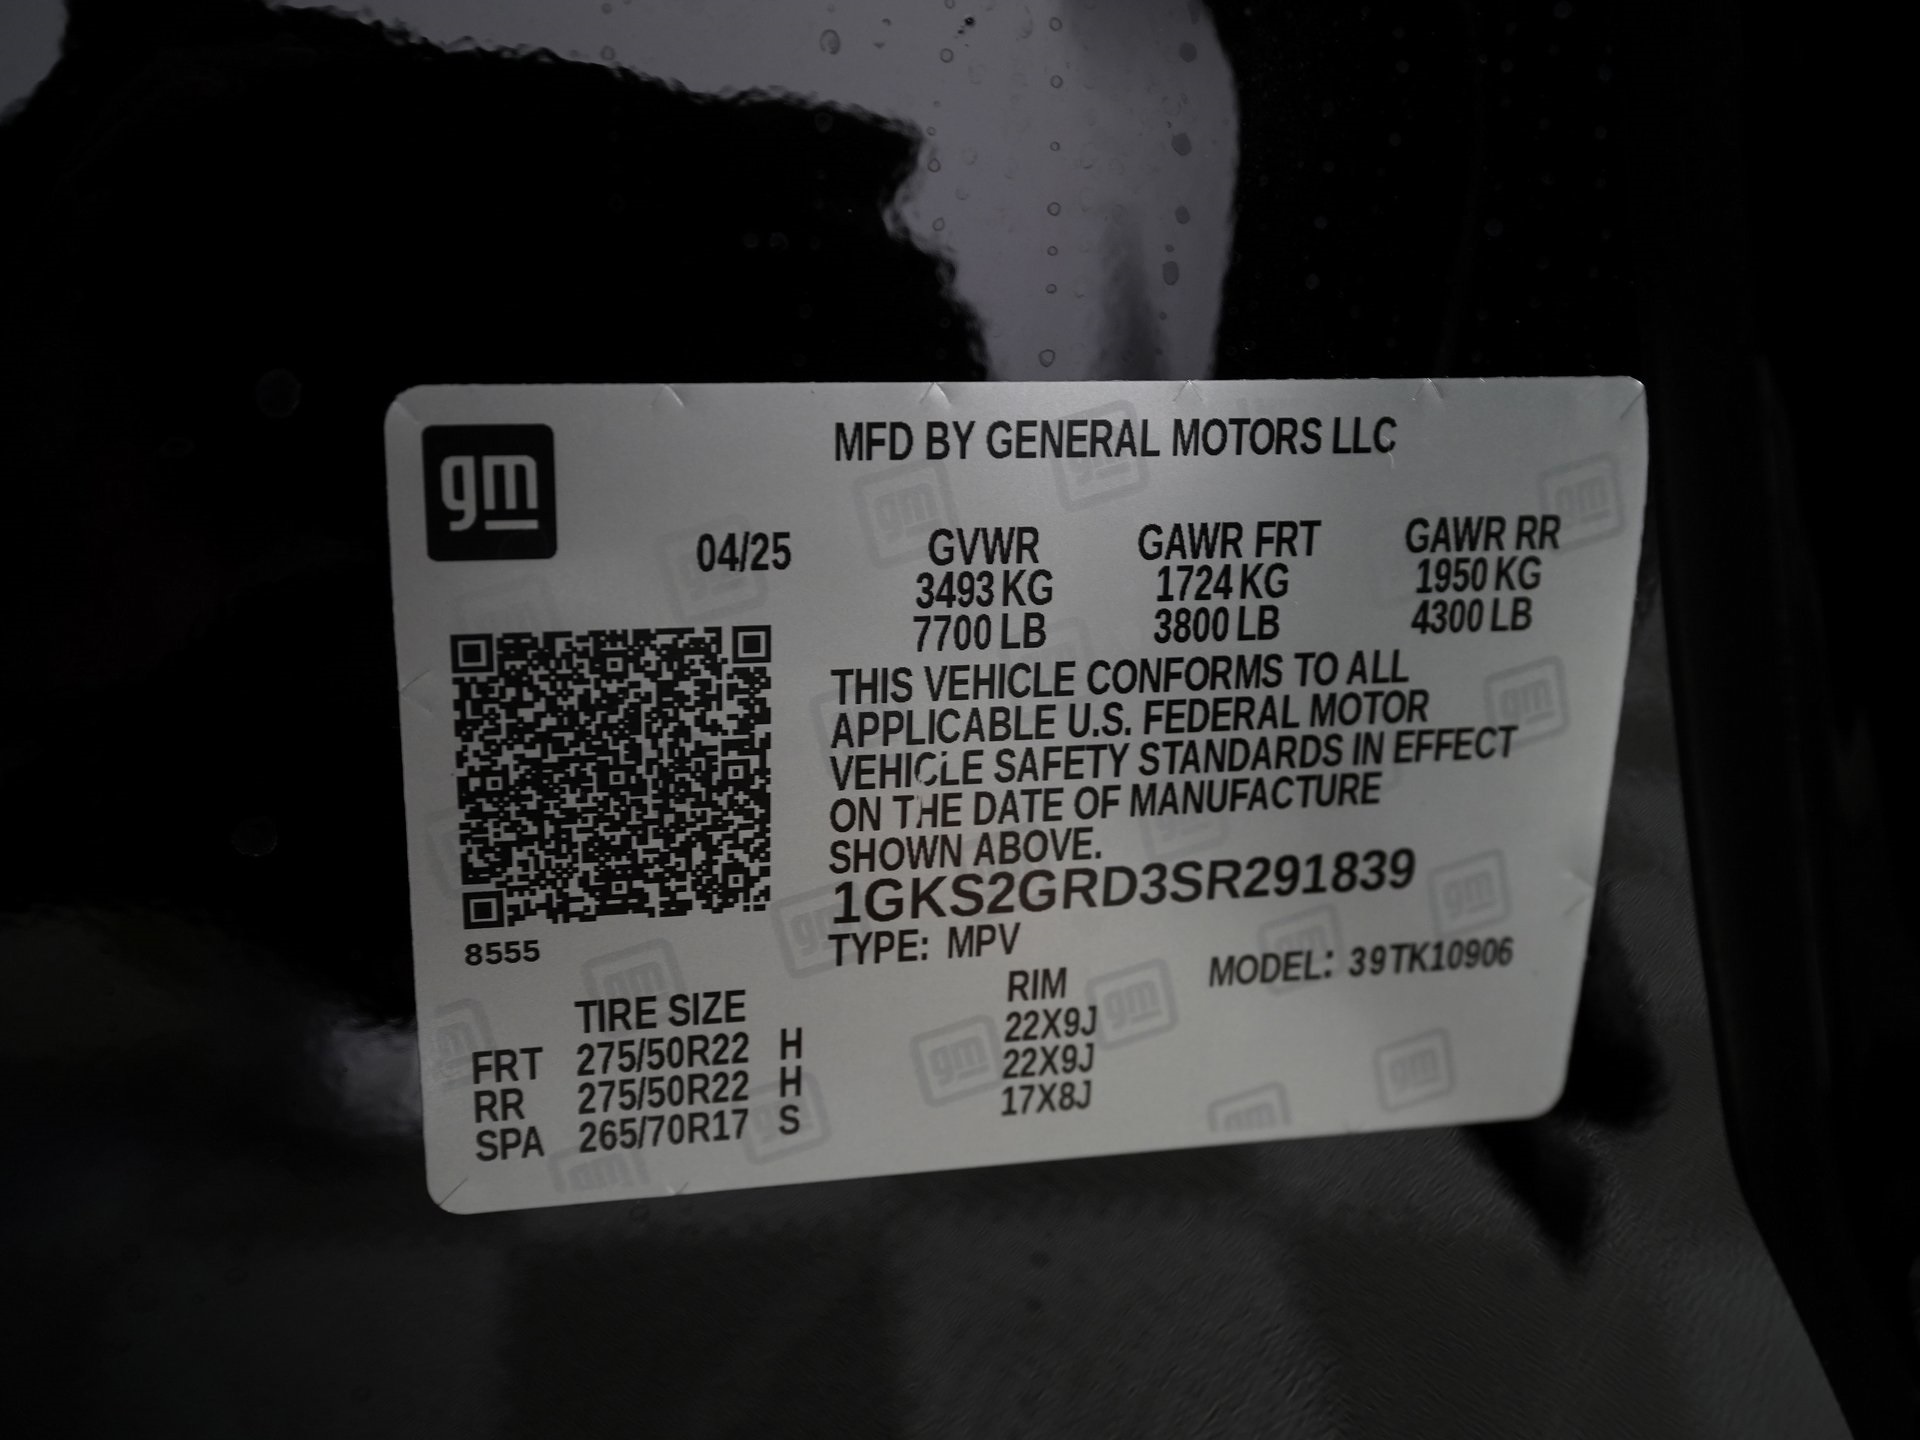 gm
MFD BY GENERAL MOTORS LLC
04/25 GVWR GAWR FRT GAWR RR
3493 KG 1724 KG 1950 KG
7700 LB 3800 LB 4300 LB
THIS VEHICLE CONFORMS TO ALL
APPLICABLE U.S. FEDERAL MOTOR
VEHICLE SAFETY STANDARDS IN EFFECT
ON THE DATE OF MANUFACTURE
SHOWN ABOVE.
1GKS2GRD3SR291839
8555
TYPE: MPV MODEL: 39TK10906
TIRE SIZE RIM
FRT 275/50R22 H 22X9J
RR 275/50R22 H 22X9J
SPA 265/70R17 S 17X8J